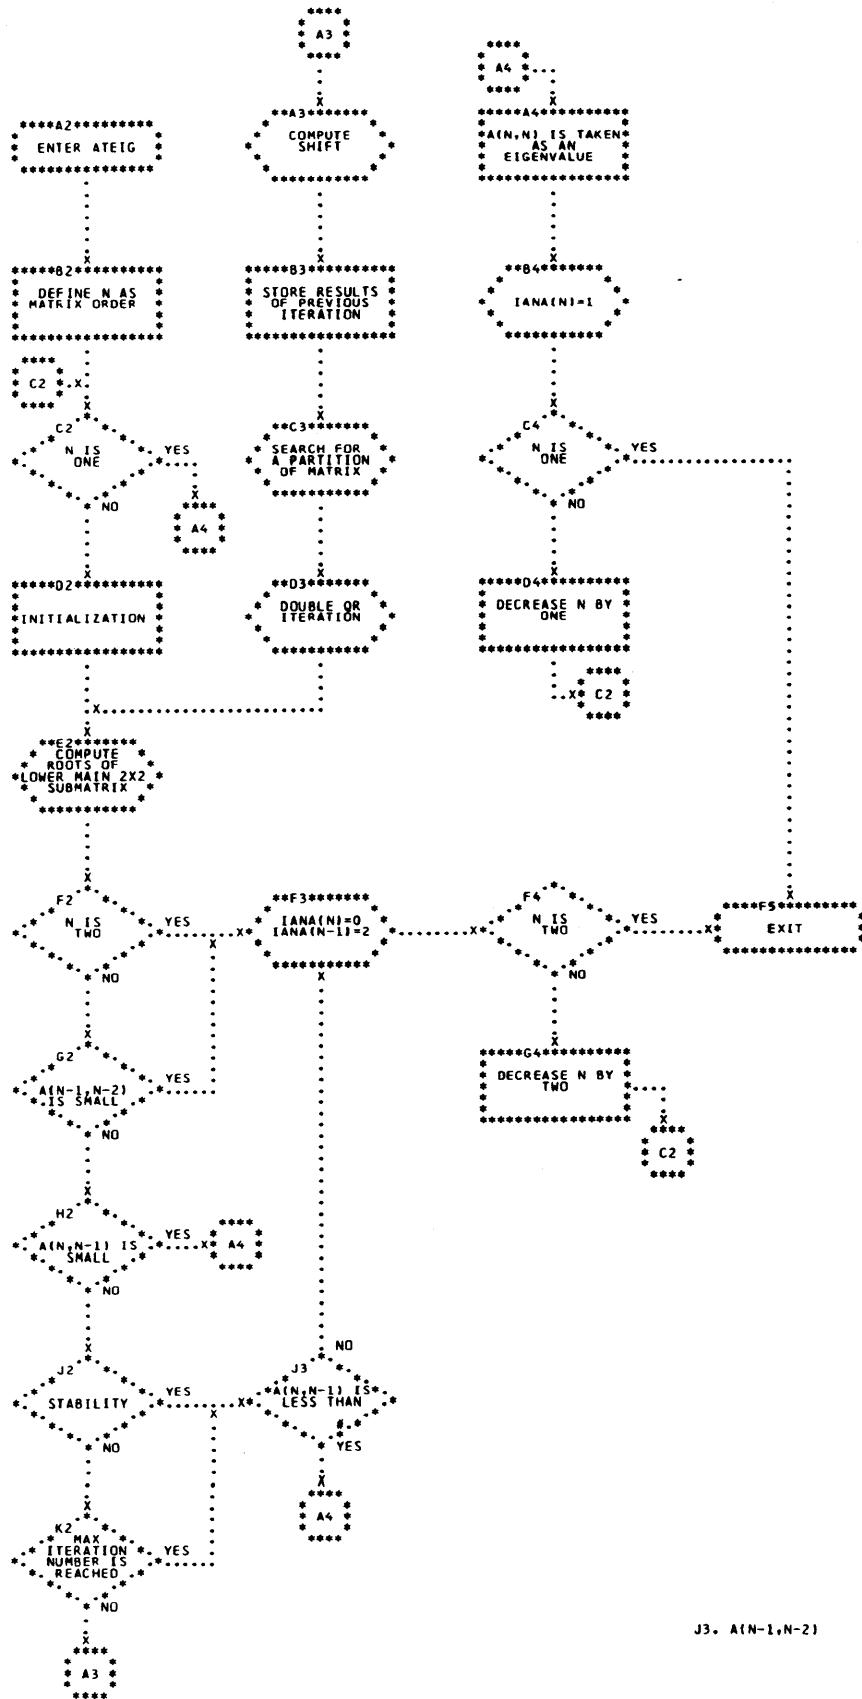 A3
A4
A2
ENTER ATEIG
A3
COMPUTE
SHIFT
A4
A(N,N) IS TAKEN
AS AN
EIGENVALUE
B2
DEFINE N AS
MATRIX ORDER
B3
STORE RESULTS
OF PREVIOUS
ITERATION
B4
IANA(N)=1
C2
C2
N IS
ONE
YES
NO
A4
C3
SEARCH FOR
A PARTITION
OF MATRIX
C4
N IS
ONE
YES
NO
D2
INITIALIZATION
D3
DOUBLE QR
ITERATION
D4
DECREASE N BY
ONE
C2
E2
COMPUTE
ROOTS OF
LOWER MAIN 2X2
SUBMATRIX
F2
N IS
TWO
YES
NO
F3
IANA(N)=0
IANA(N-1)=2
F4
N IS
TWO
YES
NO
F5
EXIT
G2
A(N-1,N-2)
IS SMALL
YES
NO
G4
DECREASE N BY
TWO
C2
H2
A(N,N-1) IS
SMALL
YES
NO
A4
J2
STABILITY
YES
NO
J3
A(N,N-1) IS
LESS THAN
NO
YES
A4
K2
MAX
ITERATION
NUMBER IS
REACHED
YES
NO
A3
J3. A(N-1,N-2)